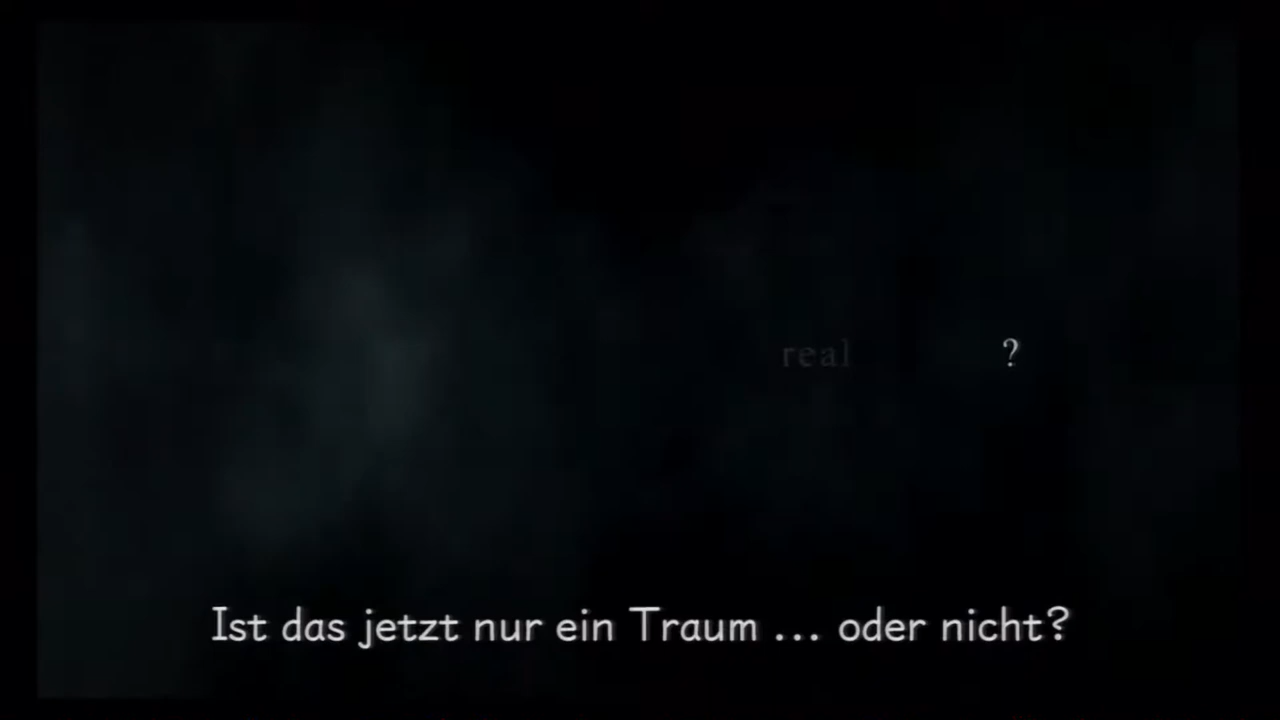 real ?
Ist das jetzt nur ein Traum ... oder nicht?